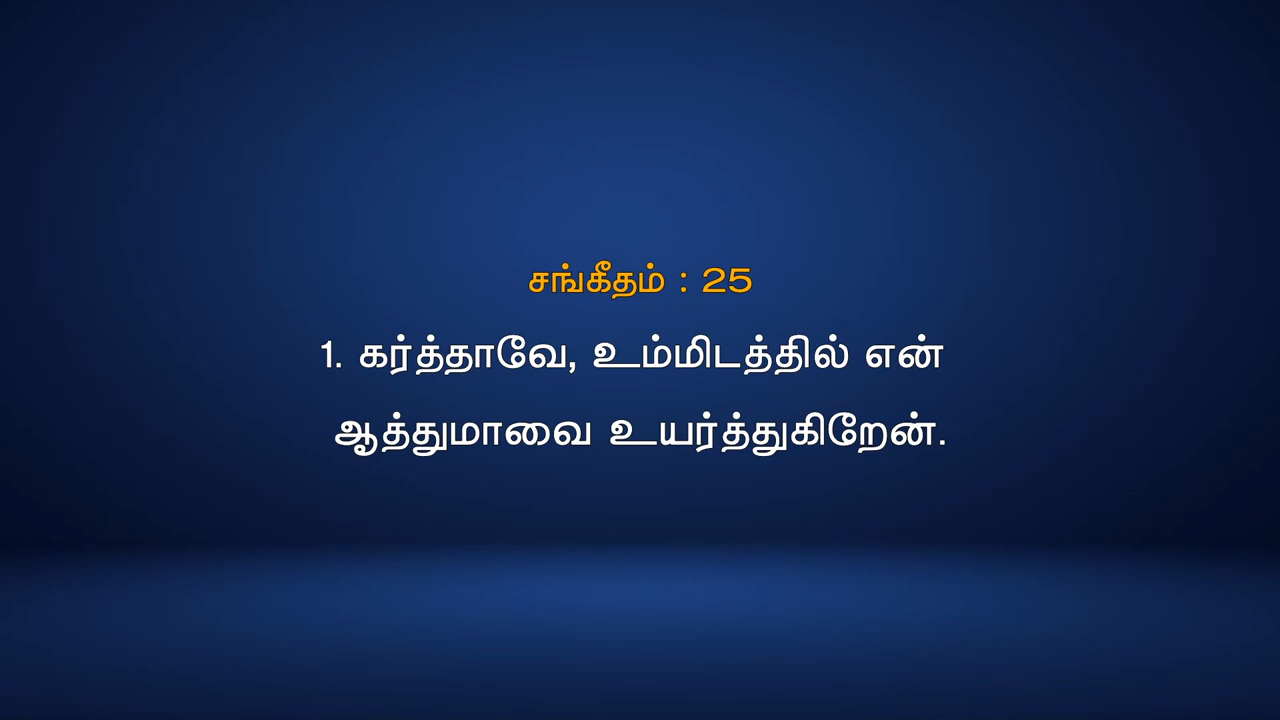 சங்கீதம் : 25
1. கர்த்தாவே, உம்மிடத்தில் என்
ஆத்துமாவை உயர்த்துகிறேன்.